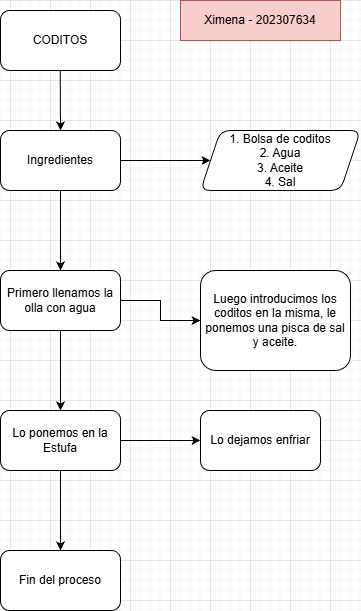 Ximena - 202307634
CODITOS
Ingredientes
1. Bolsa de coditos
2. Agua
3. Aceite
4. Sal
Primero llenamos la
olla con agua
Luego introducimos los
coditos en la misma, le
ponemos una pisca de sal
y aceite.
Lo ponemos en la
Estufa
Lo dejamos enfriar
Fin del proceso